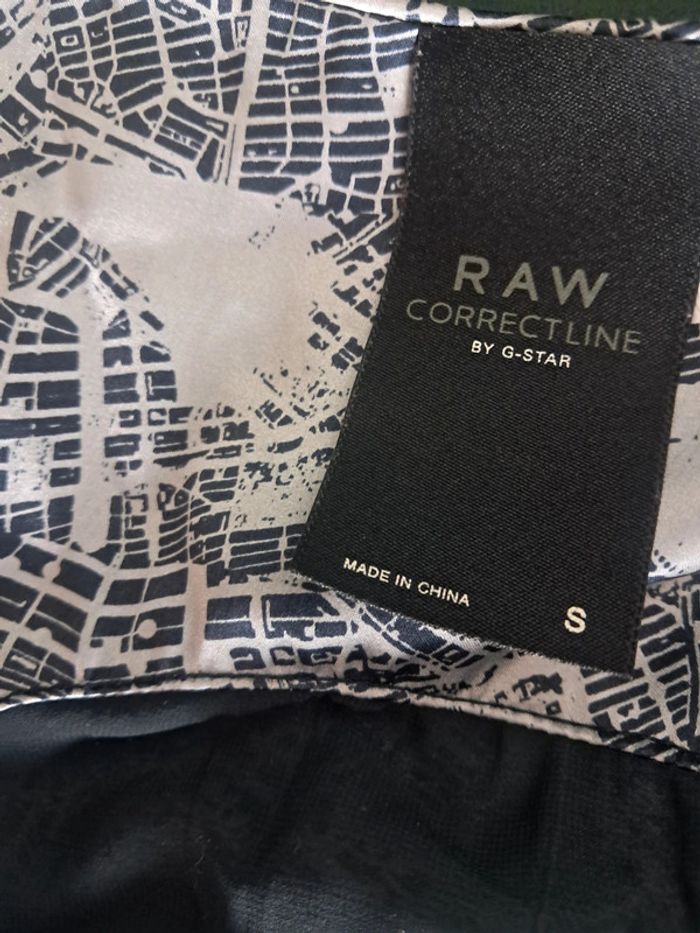 RAW
CORRECTLINE
BY G-STAR
MADE IN CHINA
S